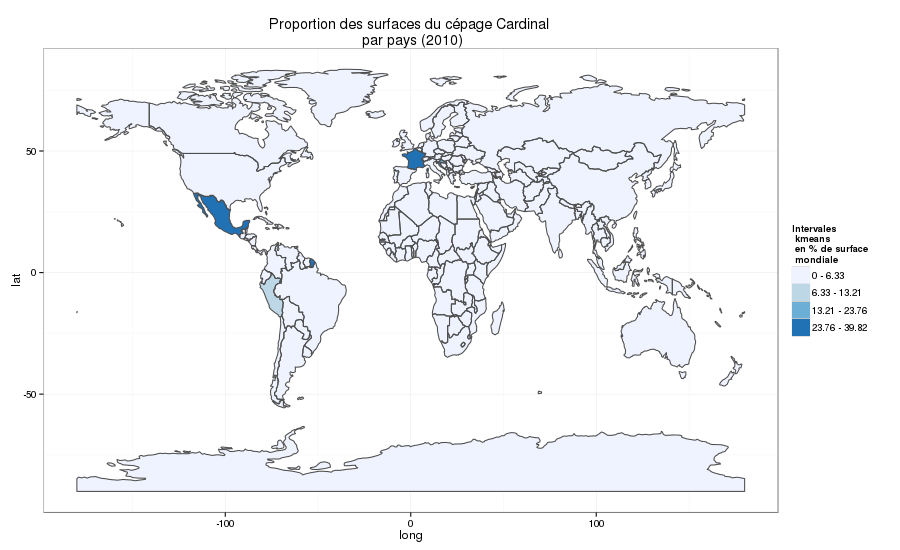 Proportion des surfaces du cépage Cardinal
par pays (2010)
50
0
-50
lat
-100
0
100
long
Intervales
kmeans
en % de surface
mondiale
0 - 6.33
6.33 - 13.21
13.21 - 23.76
23.76 - 39.82